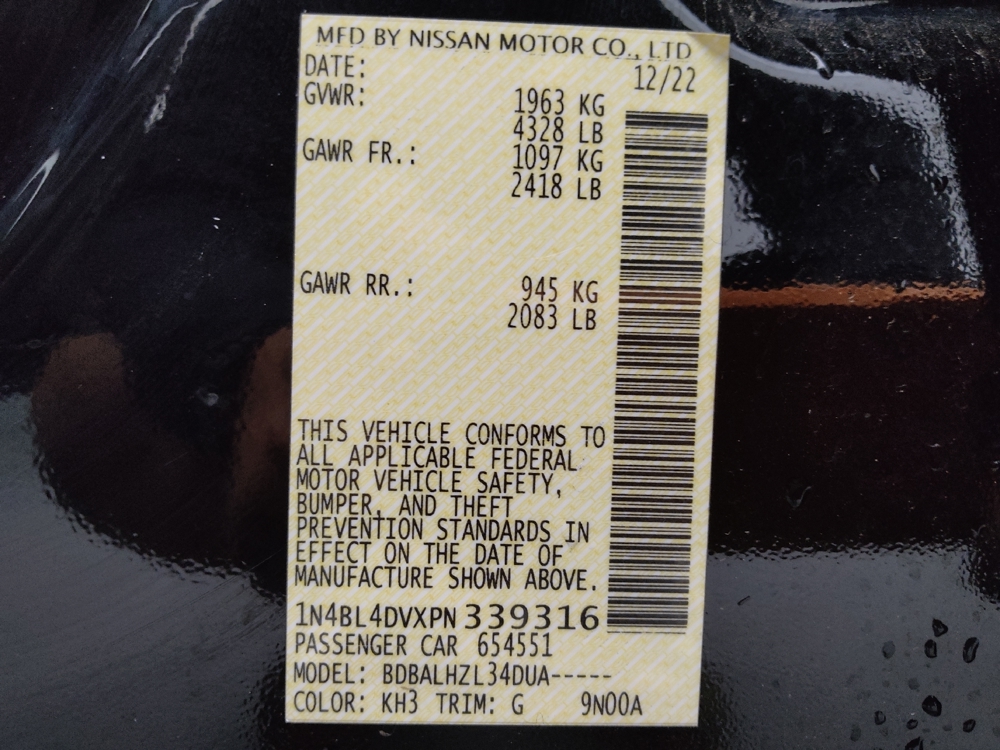 MFD BY NISSAN MOTOR CO., LTD
DATE: 12/22
GVWR: 1963 KG
4328 LB
GAWR FR.: 1097 KG
2418 LB
GAWR RR.: 945 KG
2083 LB
THIS VEHICLE CONFORMS TO
ALL APPLICABLE FEDERAL
MOTOR VEHICLE SAFETY,
BUMPER, AND THEFT
PREVENTION STANDARDS IN
EFFECT ON THE DATE OF
MANUFACTURE SHOWN ABOVE.
1N4BL4DVXPN339316
PASSENGER CAR 654551
MODEL: BDBALHZL34DUA-----
COLOR: KH3 TRIM: G 9N00A